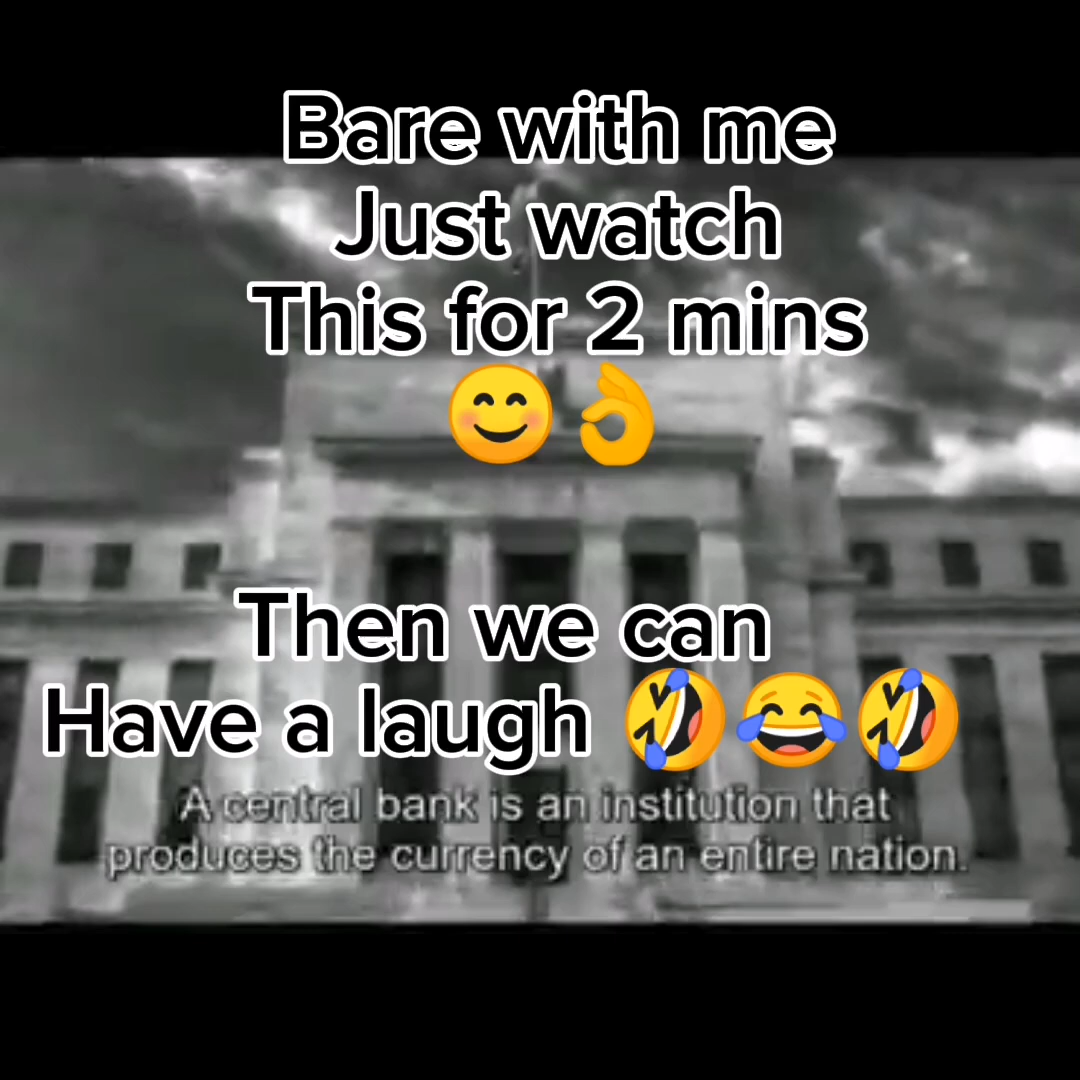 Bare with me
Just watch
This for 2 mins
😊👌
Then we can
Have a laugh 🤣😂🤣
A central bank is an institution that
produces the currency of an entire nation.